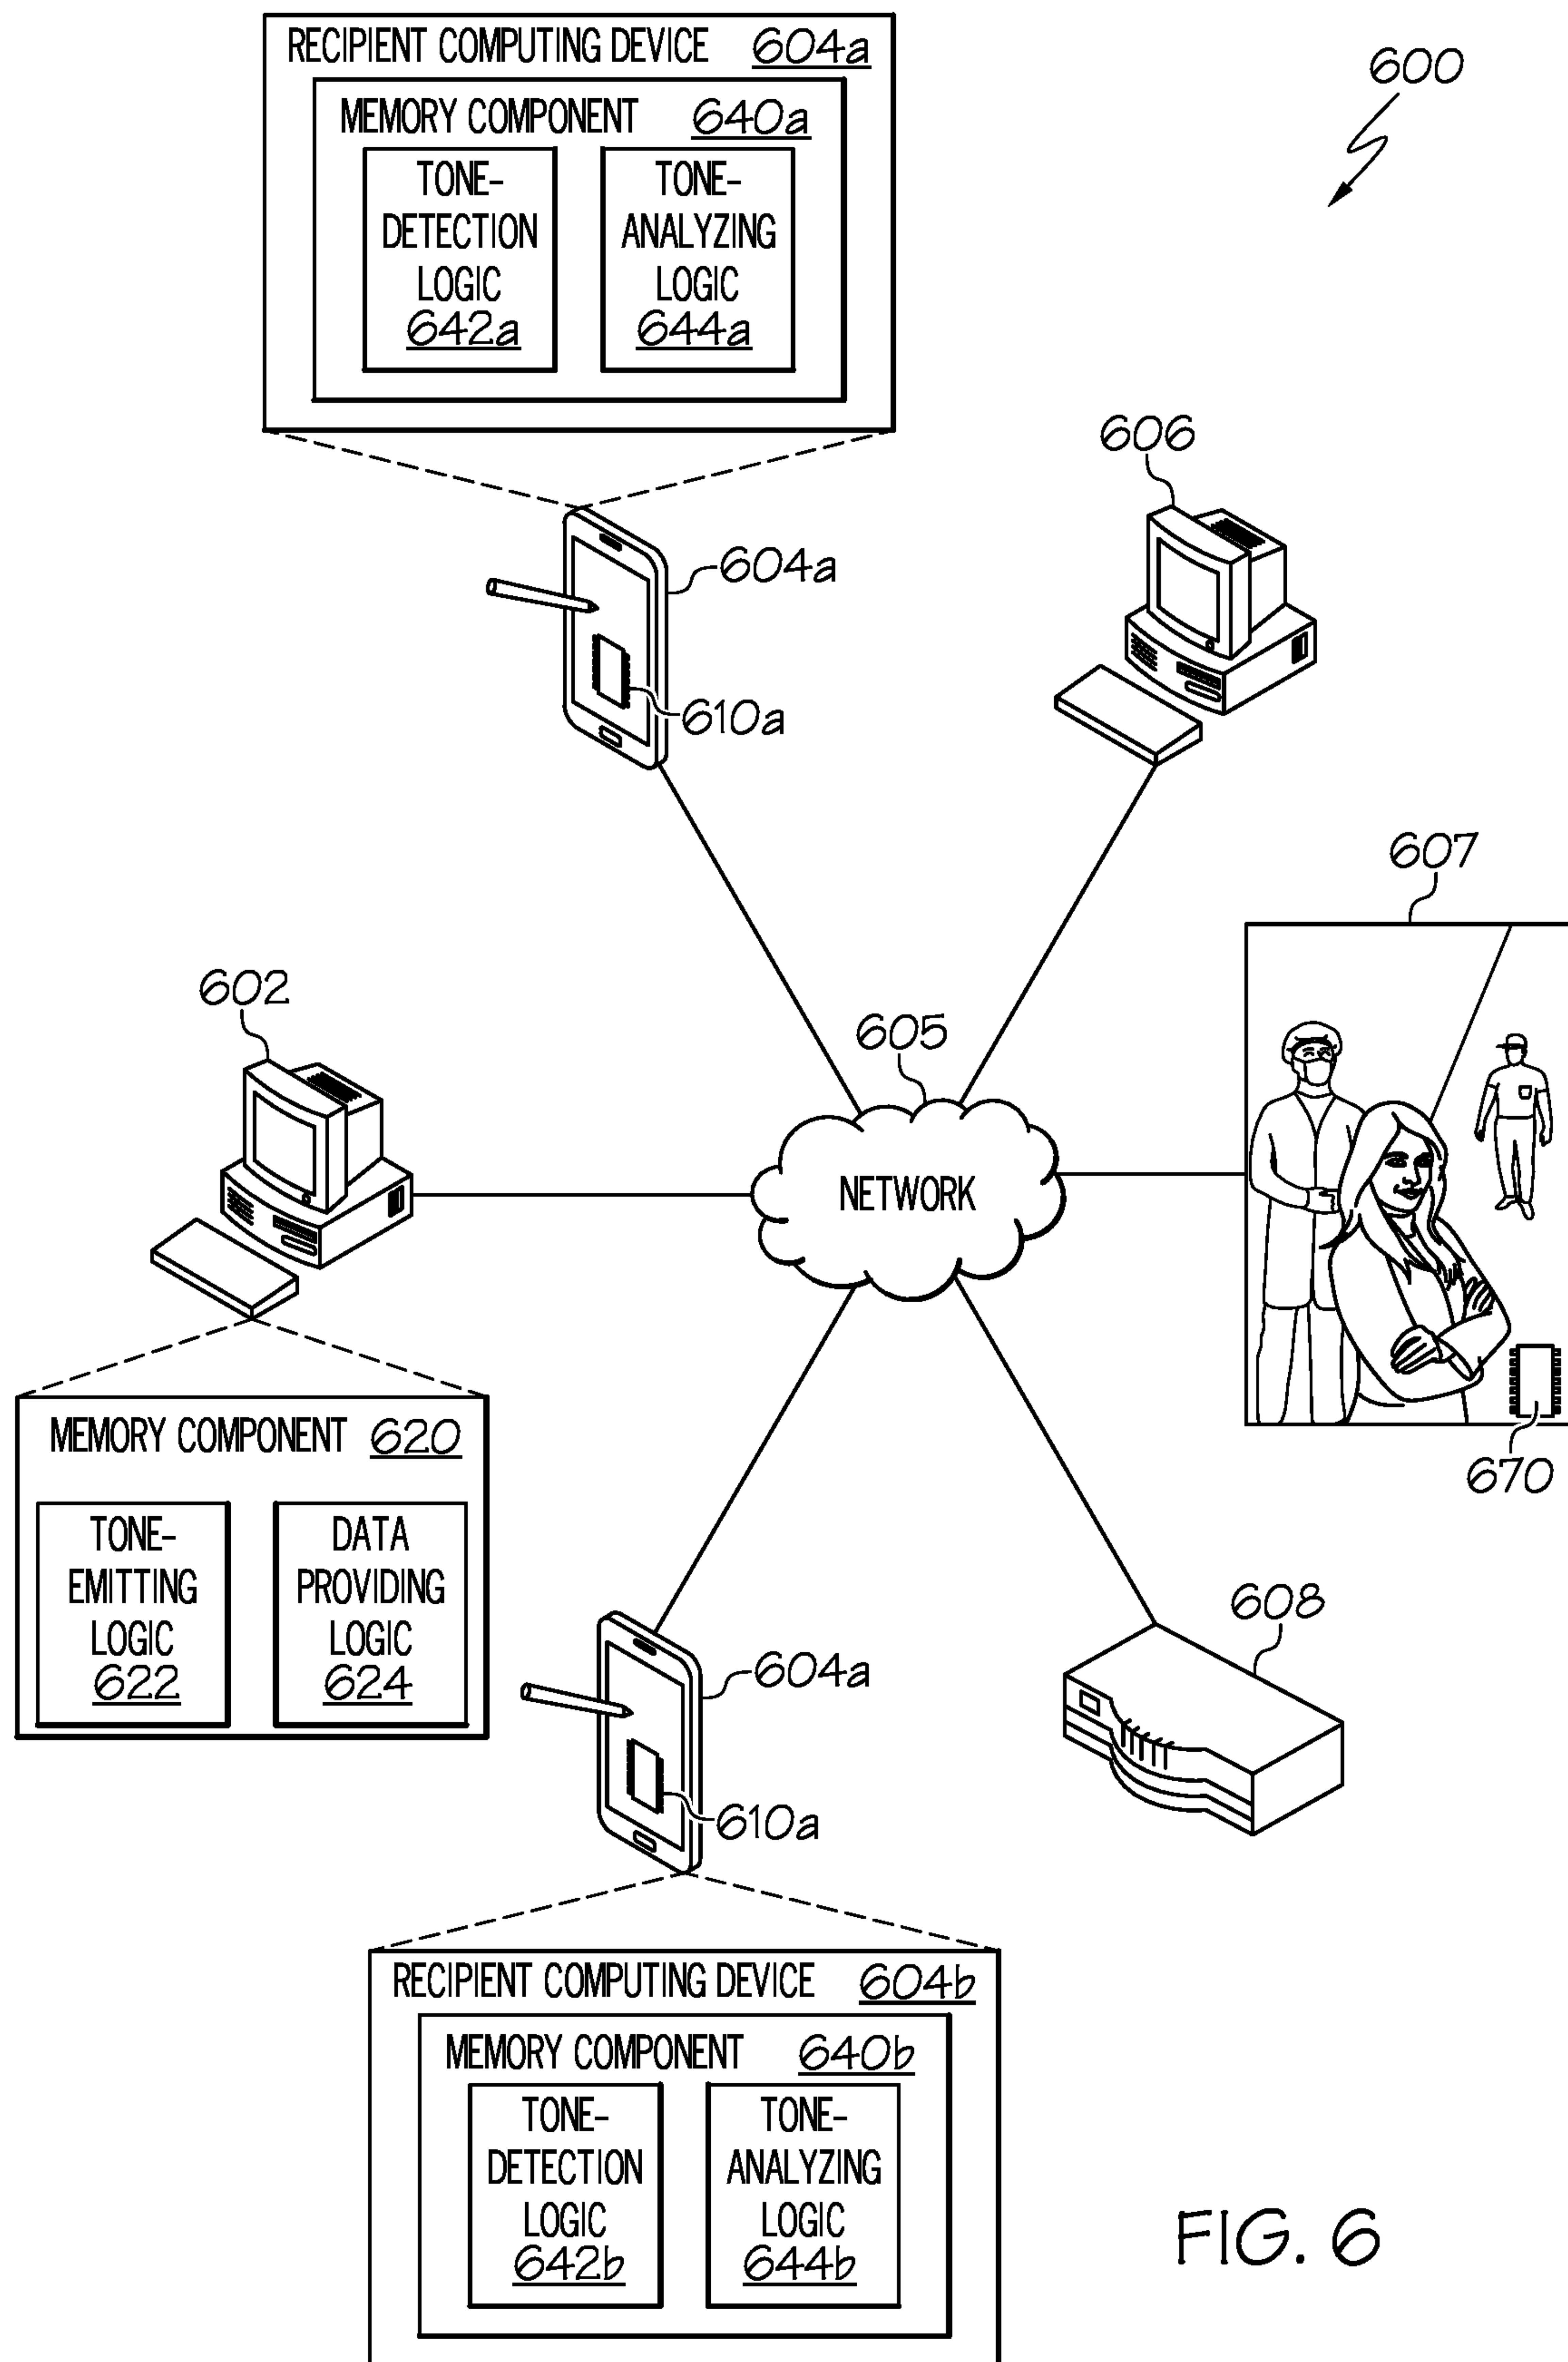 RECIPIENT COMPUTING DEVICE 604a
MEMORY COMPONENT 640a
TONE-
DETECTION
LOGIC
642a
TONE-
ANALYZING
LOGIC
644a
600
606
604a
610a
607
602
605
NETWORK
670
MEMORY COMPONENT 620
TONE-
EMITTING
LOGIC
622
DATA
PROVIDING
LOGIC
624
608
604a
610a
RECIPIENT COMPUTING DEVICE 604b
MEMORY COMPONENT 640b
TONE-
DETECTION
LOGIC
642b
TONE-
ANALYZING
LOGIC
644b
FIG. 6